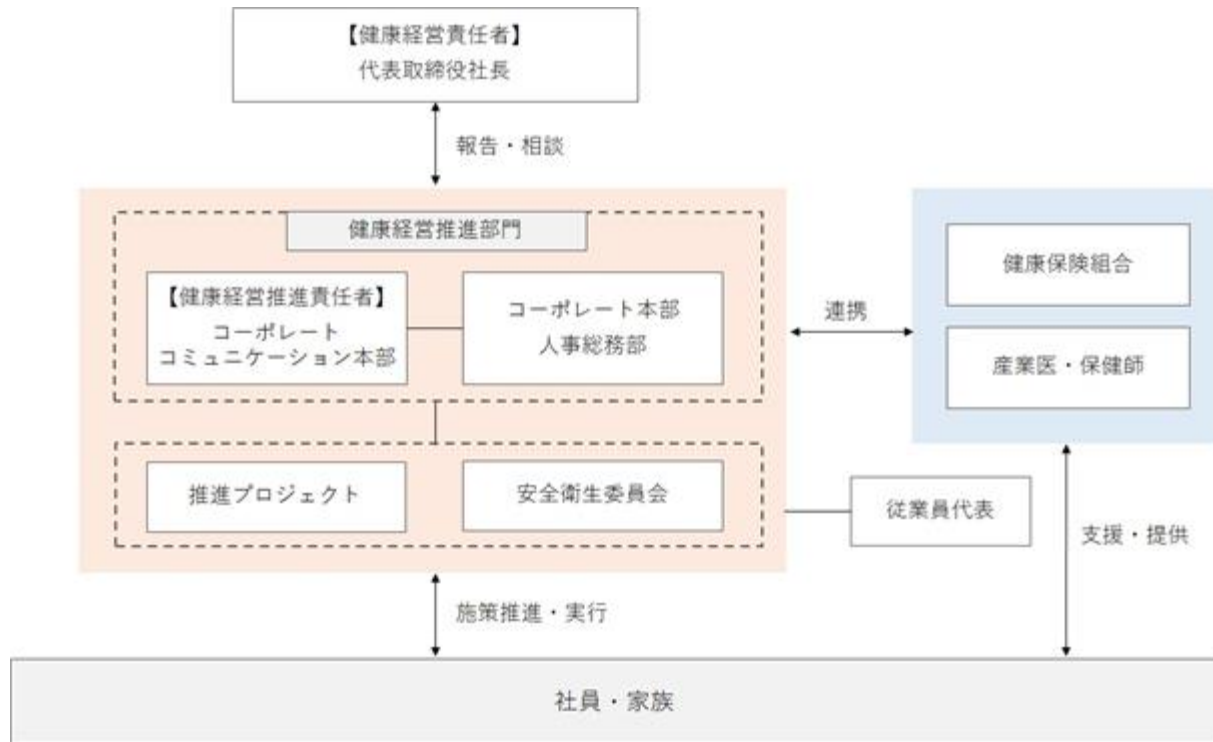 【健康経営責任者】
代表取締役社長
報告・相談
健康経営推進部門
【健康経営推進責任者】
コーポレート
コミュニケーション本部
コーポレート本部
人事総務部
連携
健康保険組合
産業医・保健師
推進プロジェクト
安全衛生委員会
従業員代表
支援・提供
施策推進・実行
社員・家族